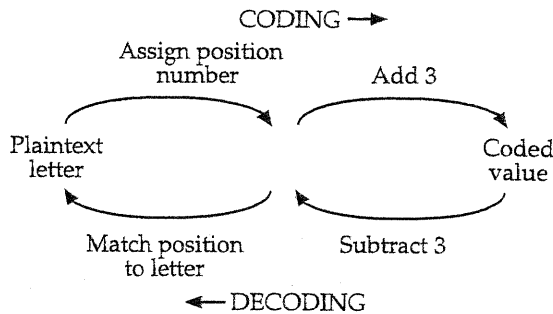 CODING →
Assign position
number
Add 3
Plaintext
letter
Coded
value
Match position
to letter
Subtract 3
← DECODING